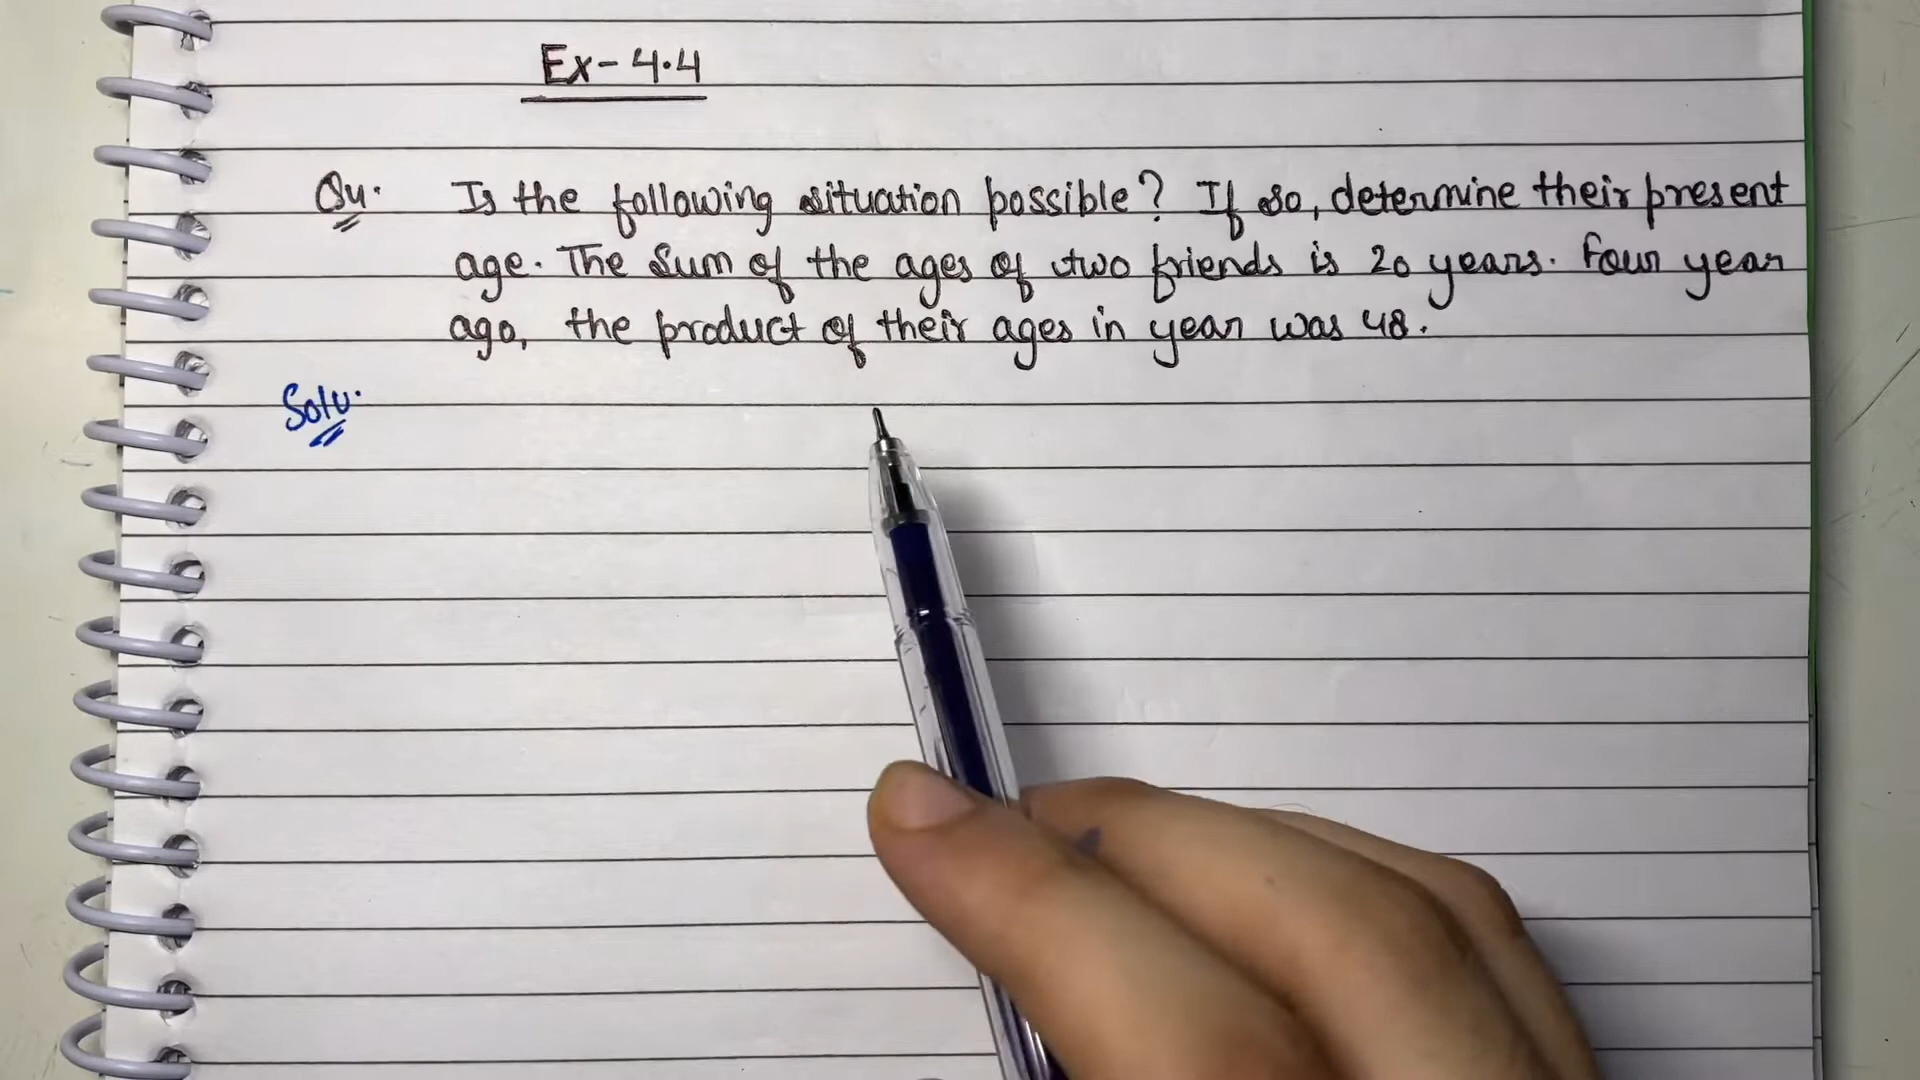 Ex- 4.4
Q4. Is the following situation possible? If so, determine their present
age. The Sum of the ages of two friends is 20 years. Four year
ago, the product of their ages in year was 48.
Solu.